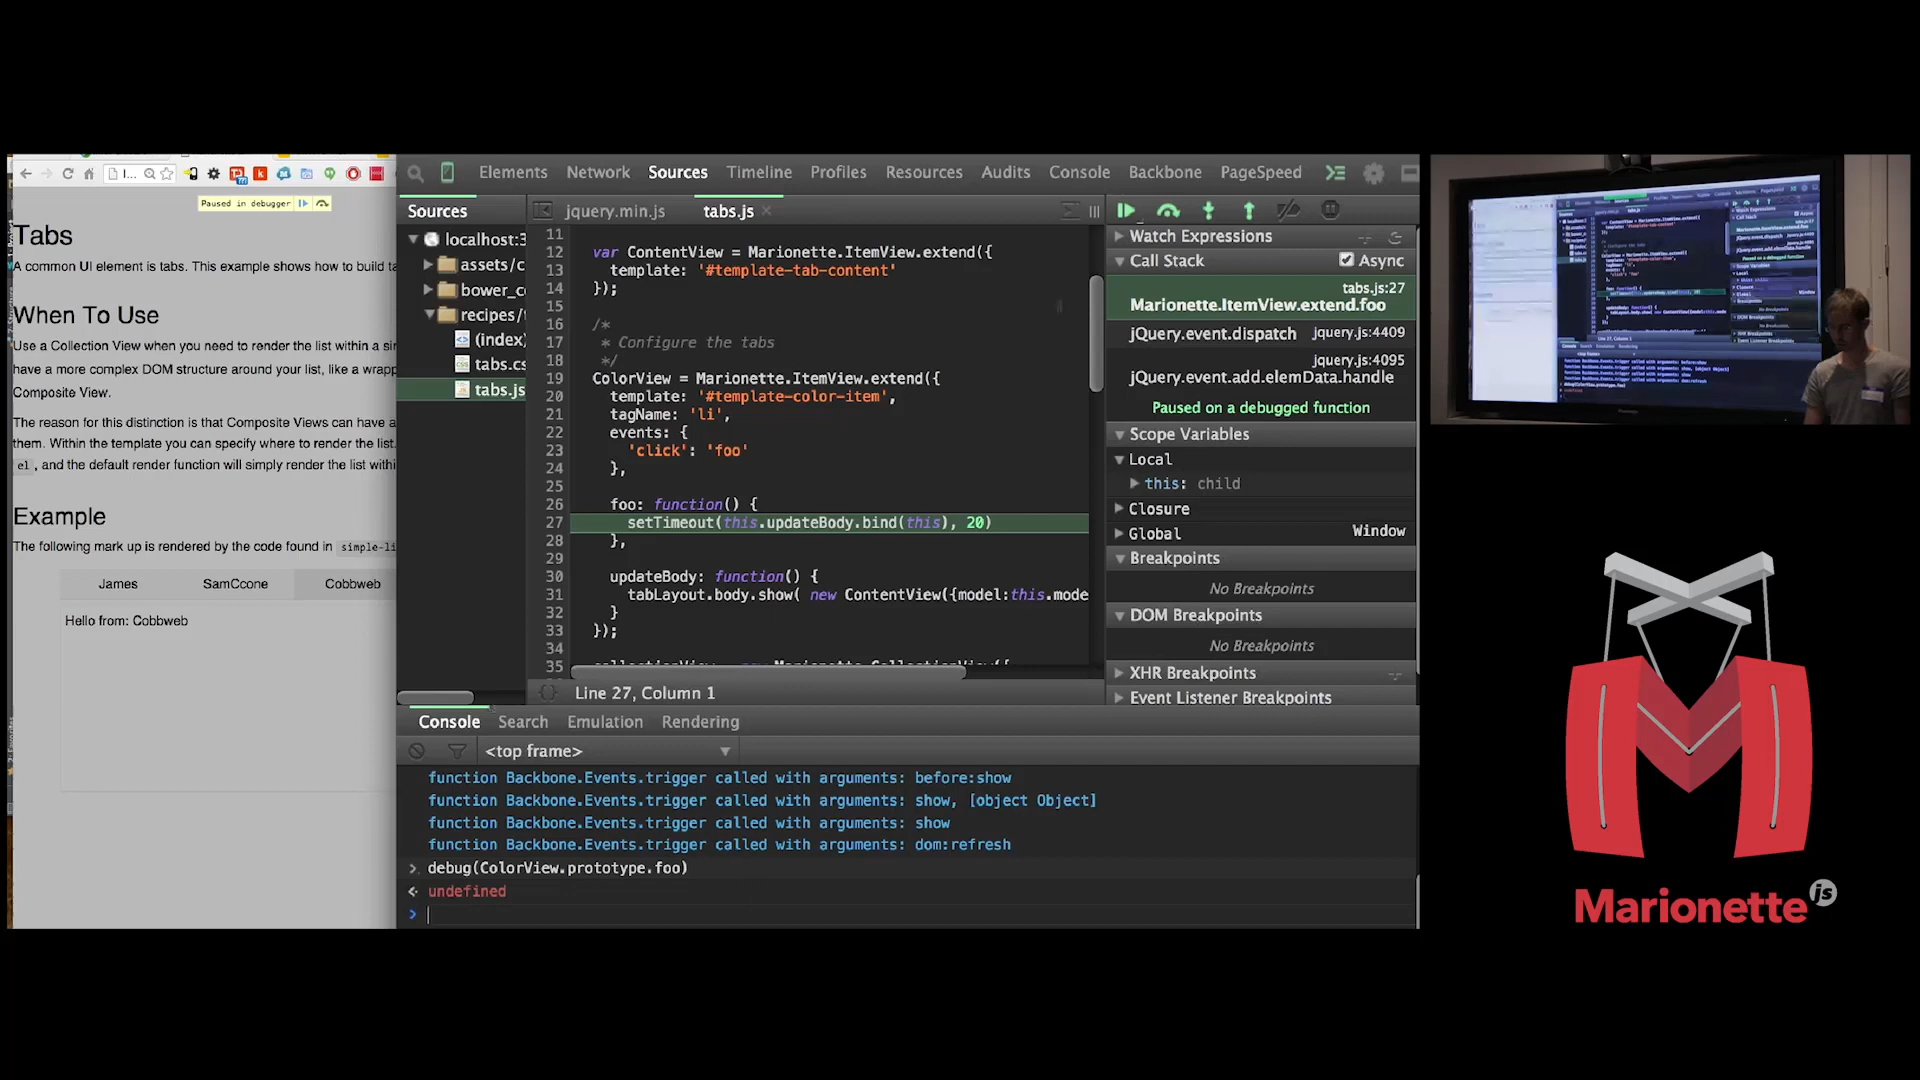 Paused in debugger
Tabs
A common UI element is tabs. This example shows how to build ta
When To Use
Use a Collection View when you need to render the list within a si
have a more complex DOM structure around your list, like a wrapp
Composite View.
The reason for this distinction is that Composite Views can have a
them. Within the template you can specify where to render the list.
el, and the default render function will simply render the list withi
Example
The following mark up is rendered by the code found in simple-li
James SamCcone Cobbweb
Hello from: Cobbweb
Elements Network Sources Timeline Profiles Resources Audits Console Backbone PageSpeed
Sources
localhost:3
assets/c
bower_c
recipes/t
(index)
tabs.cs
tabs.js
jquery.min.js tabs.js
11
12 var ContentView = Marionette.ItemView.extend({
13 template: '#template-tab-content'
14 });
15
16 /*
17 * Configure the tabs
18 */
19 ColorView = Marionette.ItemView.extend({
20 template: '#template-color-item',
21 tagName: 'li',
22 events: {
23 'click': 'foo'
24 },
25
26 foo: function() {
27 setTimeout(this.updateBody.bind(this), 20)
28 },
29
30 updateBody: function() {
31 tabLayout.body.show( new ContentView({model:this.mode
32 }
33 });
34
35 collectionView = new Marionette.CollectionView({
{} Line 27, Column 1
Watch Expressions
Call Stack Async
tabs.js:27
Marionette.ItemView.extend.foo
jQuery.event.dispatch jquery.js:4409
jquery.js:4095
jQuery.event.add.elemData.handle
Paused on a debugged function
Scope Variables
Local
this: child
Closure
Global Window
Breakpoints
No Breakpoints
DOM Breakpoints
No Breakpoints
XHR Breakpoints
Event Listener Breakpoints
Console Search Emulation Rendering
<top frame>
function Backbone.Events.trigger called with arguments: before:show
function Backbone.Events.trigger called with arguments: show, [object Object]
function Backbone.Events.trigger called with arguments: show
function Backbone.Events.trigger called with arguments: dom:refresh
> debug(ColorView.prototype.foo)
undefined
>
Marionette js